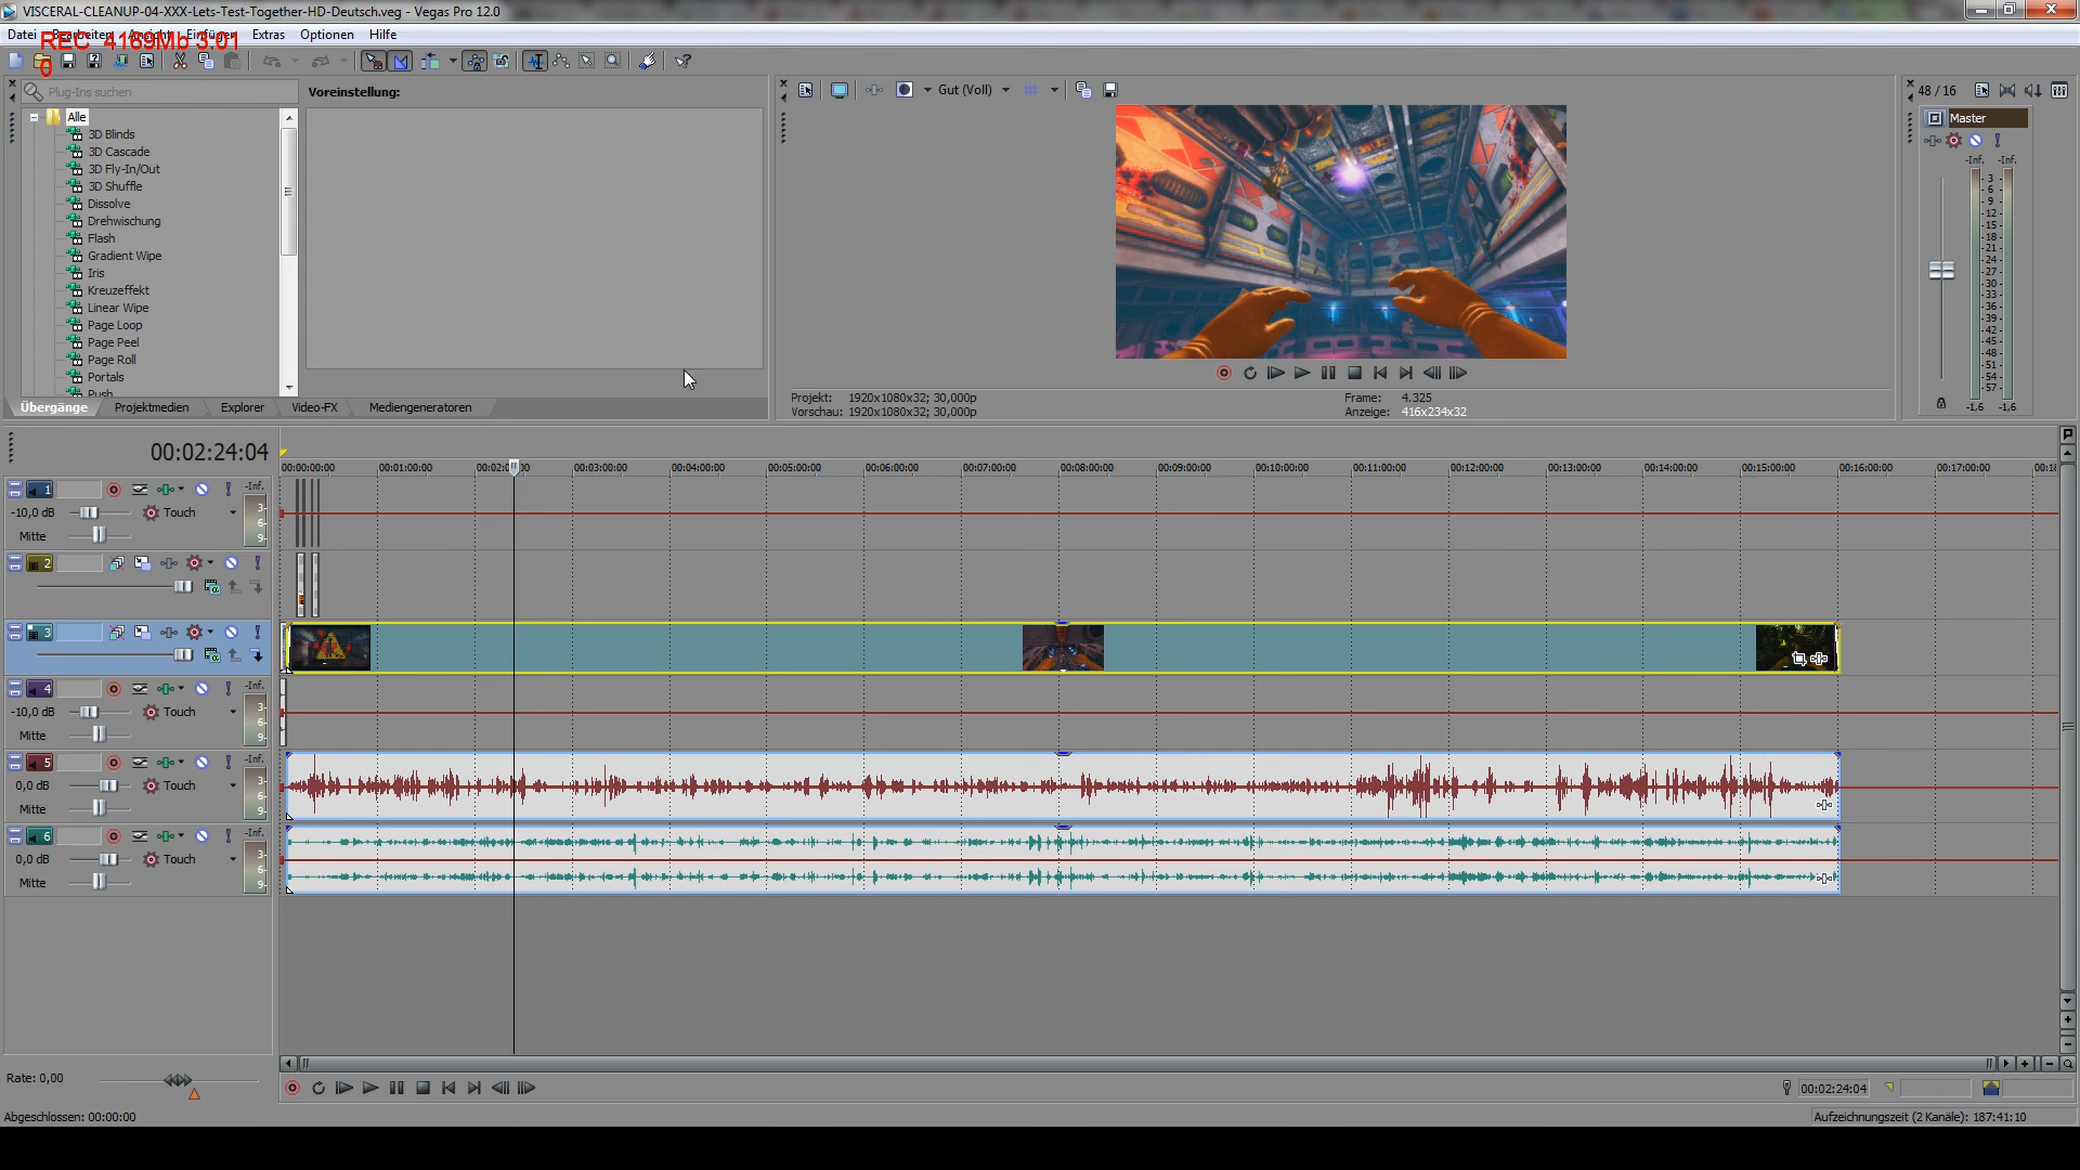 VISCERAL-CLEANUP-04-XXX-Lets-Test-Together-HD-Deutsch.veg - Vegas Pro 12.0
Datei Bearbeiten Ansicht Einfügen Extras Optionen Hilfe
REC 4169Mb 3.01
0
Plug-Ins suchen
Voreinstellung:
Gut (Voll)
48 / 16
Alle
3D Blinds
3D Cascade
3D Fly-In/Out
3D Shuffle
Dissolve
Drehwischung
Flash
Gradient Wipe
Iris
Kreuzeffekt
Linear Wipe
Page Loop
Page Peel
Page Roll
Portals
Push
Übergänge Projektmedien Explorer Video-FX Mediengeneratoren
Projekt: 1920x1080x32; 30,000p
Vorschau: 1920x1080x32; 30,000p
Frame: 4.325
Anzeige: 416x234x32
Master
-Inf. -Inf.
3
6
9
12
15
18
21
24
27
30
33
36
39
42
45
48
51
54
57
-1,6 -1,6
00:02:24:04
00:00:00:00 00:01:00:00 00:03:00:00 00:04:00:00 00:05:00:00 00:06:00:00 00:07:00:00 00:08:00:00 00:09:00:00 00:10:00:00 00:11:00:00 00:12:00:00 00:13:00:00 00:14:00:00 00:15:00:00 00:16:00:00 00:17:00:00
1 -Inf.
-10,0 dB Touch
Mitte
3
6
9
2
3
4 -Inf.
-10,0 dB Touch
Mitte
3
6
9
5 -Inf.
0,0 dB Touch
Mitte
3
6
9
6 -Inf.
0,0 dB Touch
Mitte
3
6
9
Rate: 0,00
00:02:24:04
Abgeschlossen: 00:00:00
Aufzeichnungszeit (2 Kanäle): 187:41:10